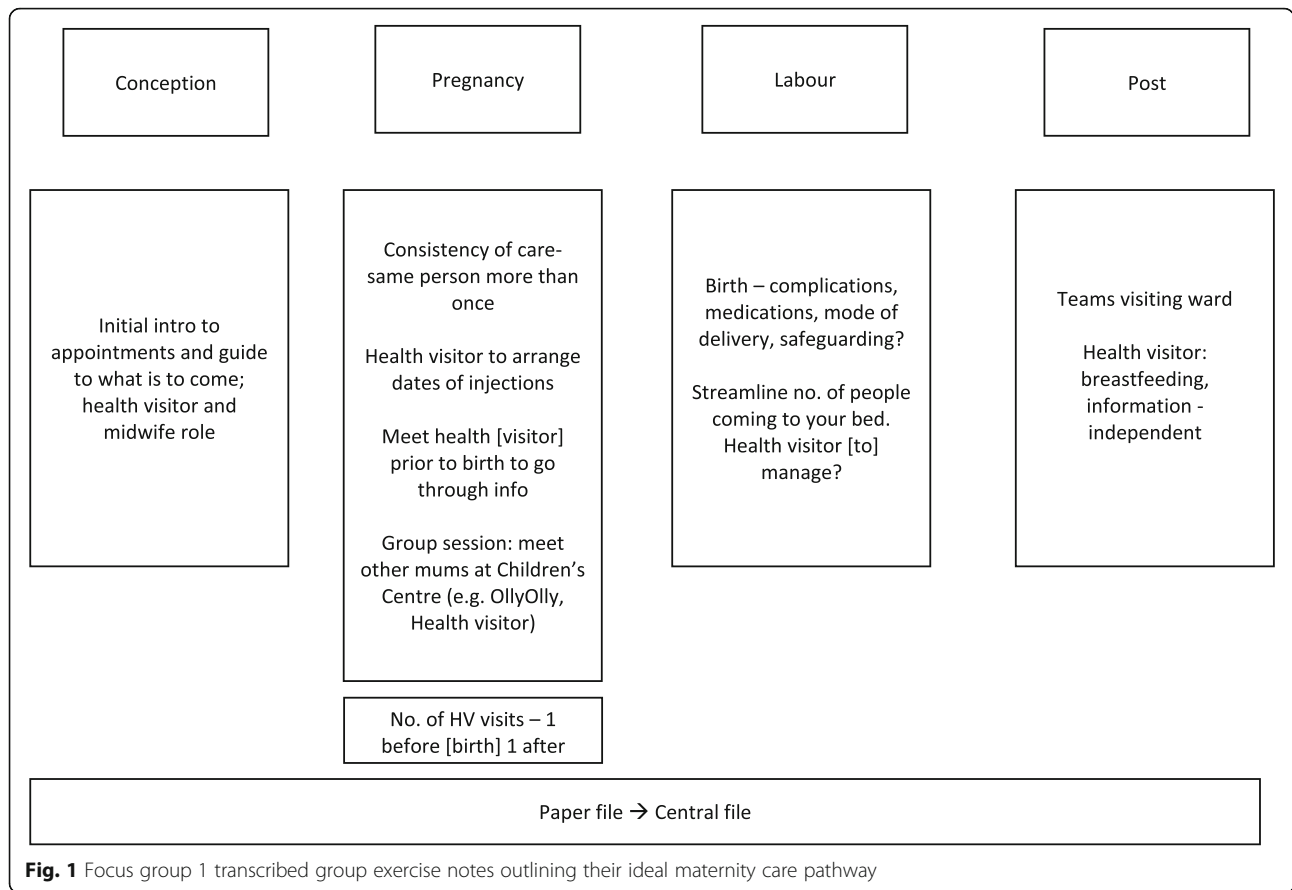 Conception
Pregnancy
Labour
Post
Initial intro to
appointments and guide
to what is to come;
health visitor and
midwife role
Consistency of care-
same person more than
once
Health visitor to arrange
dates of injections
Meet health [visitor]
prior to birth to go
through info
Group session: meet
other mums at Children's
Centre (e.g. OllyOlly,
Health visitor)
No. of HV visits – 1
before [birth] 1 after
Birth – complications,
medications, mode of
delivery, safeguarding?
Streamline no. of people
coming to your bed.
Health visitor [to]
manage?
Teams visiting ward
Health visitor:
breastfeeding,
information -
independent
Paper file → Central file
Fig. 1 Focus group 1 transcribed group exercise notes outlining their ideal maternity care pathway